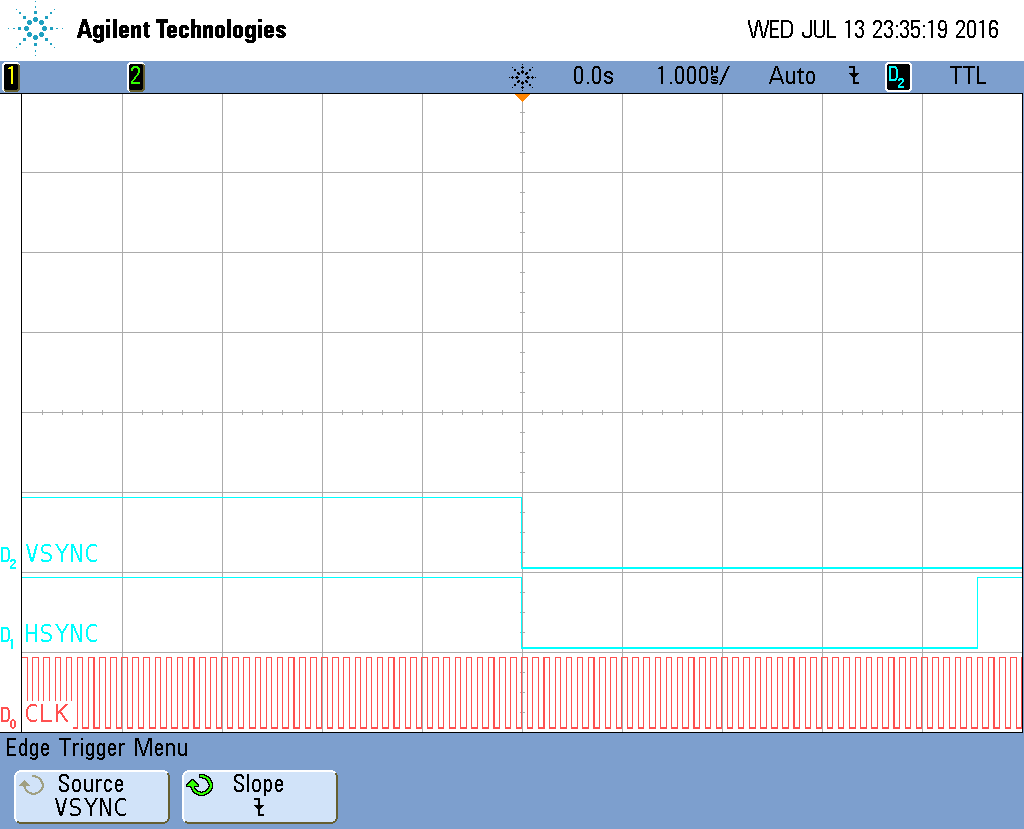 Agilent Technologies
WED JUL 13 23:35:19 2016
1 2 0.0s 1.000µs/ Auto D2 TTL
D2 VSYNC
D1 HSYNC
D0 CLK
Edge Trigger Menu
Source
VSYNC
Slope